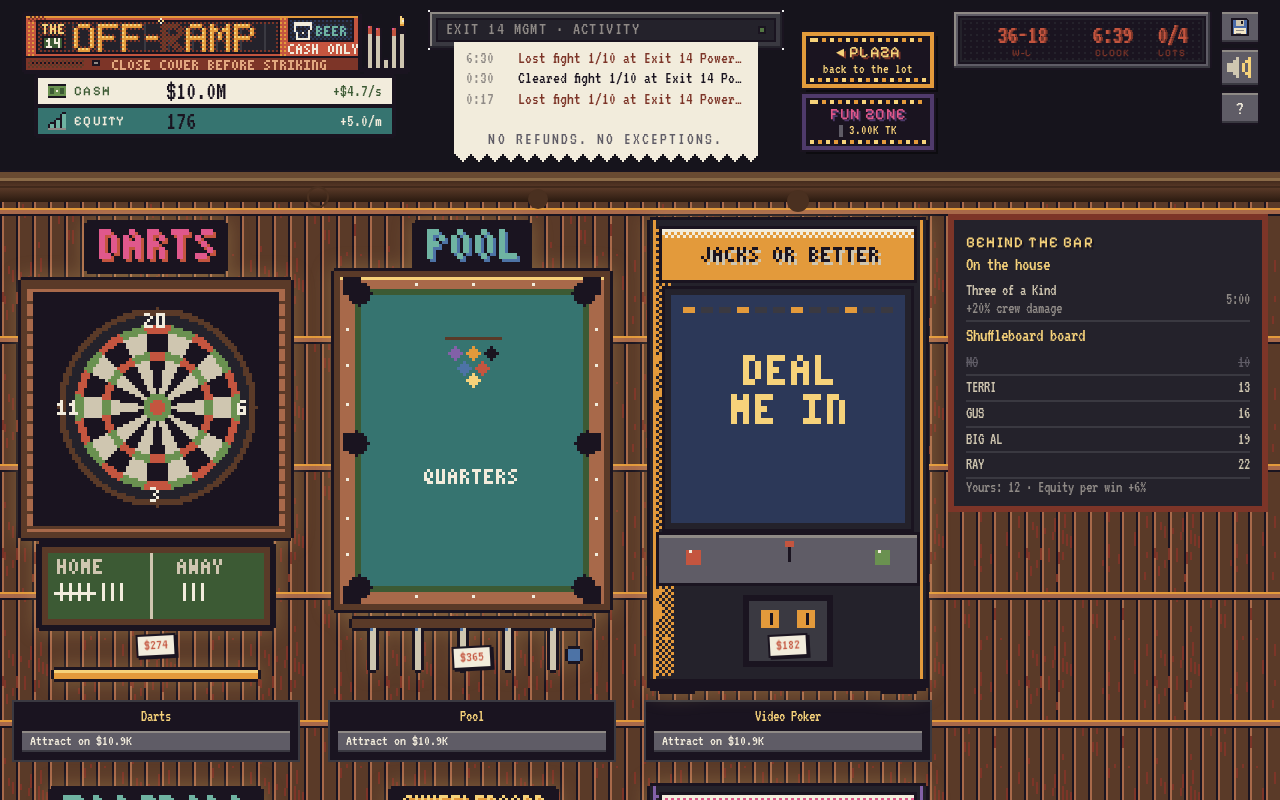 THE 14 OFF-RAMP
BEER
CASH ONLY
CLOSE COVER BEFORE STRIKING
CASH $10.0M +$4.7/s
EQUITY 176 +5.0/m
EXIT 14 MGMT · ACTIVITY
6:30 Lost fight 1/10 at Exit 14 Power…
0:30 Cleared fight 1/10 at Exit 14 Po…
0:17 Lost fight 1/10 at Exit 14 Power…
NO REFUNDS. NO EXCEPTIONS.
◀ PLAZA
back to the lot
FUN ZONE
3.00K TK
36-18 6:39 0/4
W-L CLOCK LOTS
?
DARTS
20
11 6
3
HOME AWAY
$274
Darts
Attract on $10.9K
POOL
QUARTERS
$365
Pool
Attract on $10.9K
JACKS OR BETTER
DEAL
ME IN
$182
Video Poker
Attract on $10.9K
BEHIND THE BAR
On the house
Three of a Kind 5:00
+20% crew damage
Shuffleboard board
MO 10
TERRI 13
GUS 16
BIG AL 19
RAY 22
Yours: 12 · Equity per win +6%